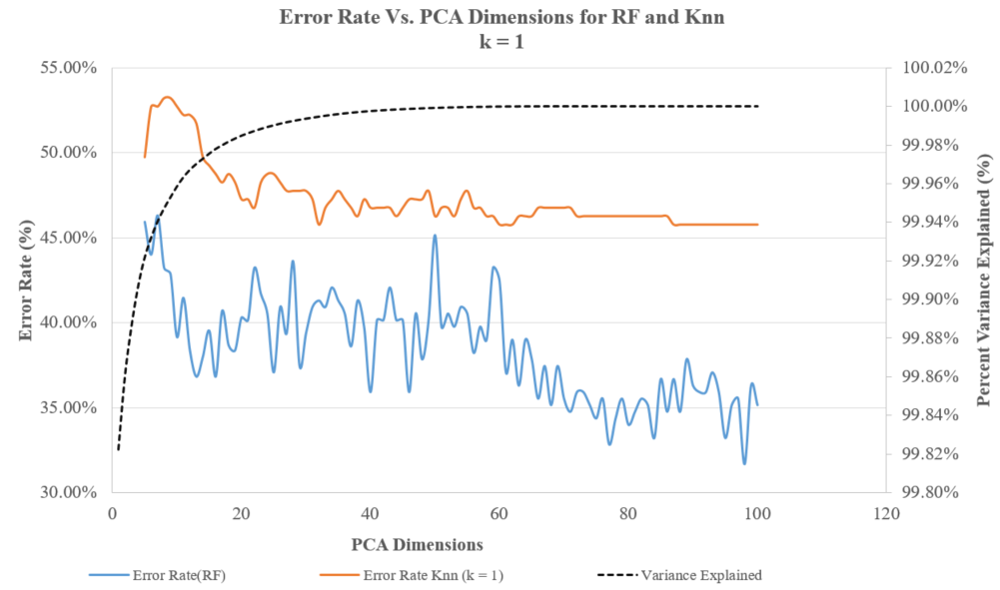 Error Rate Vs. PCA Dimensions for RF and Knn
k = 1
55.00%
50.00%
45.00%
40.00%
35.00%
30.00%
Error Rate (%)
100.02%
100.00%
99.98%
99.96%
99.94%
99.92%
99.90%
99.88%
99.86%
99.84%
99.82%
99.80%
Percent Variance Explained (%)
0 20 40 60 80 100 120
PCA Dimensions
Error Rate(RF) Error Rate Knn (k = 1) Variance Explained